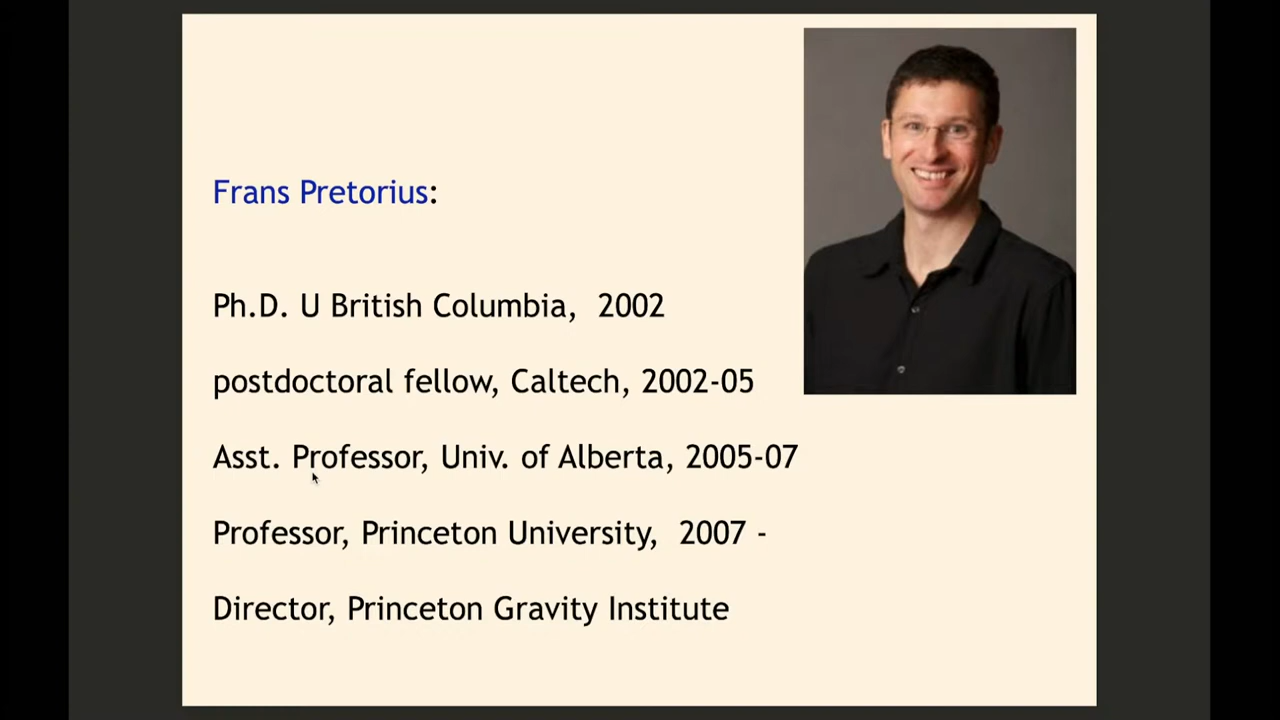 Frans Pretorius:
Ph.D. U British Columbia, 2002
postdoctoral fellow, Caltech, 2002-05
Asst. Professor, Univ. of Alberta, 2005-07
Professor, Princeton University, 2007 -
Director, Princeton Gravity Institute